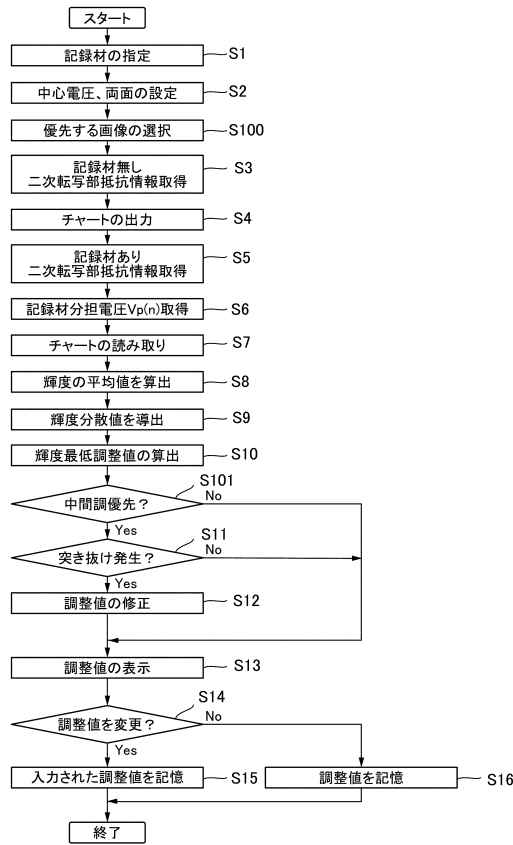 スタート
記録材の指定
S1
中心電圧、両面の設定
S2
優先する画像の選択
S100
記録材無し
二次転写部抵抗情報取得
S3
チャートの出力
S4
記録材あり
二次転写部抵抗情報取得
S5
記録材分担電圧Vp(n)取得
S6
チャートの読み取り
S7
輝度の平均値を算出
S8
輝度分散値を導出
S9
輝度最低調整値の算出
S10
中間調優先？
S101
No
Yes
突き抜け発生？
S11
No
Yes
調整値の修正
S12
調整値の表示
S13
調整値を変更？
S14
No
Yes
入力された調整値を記憶
S15
調整値を記憶
S16
終了